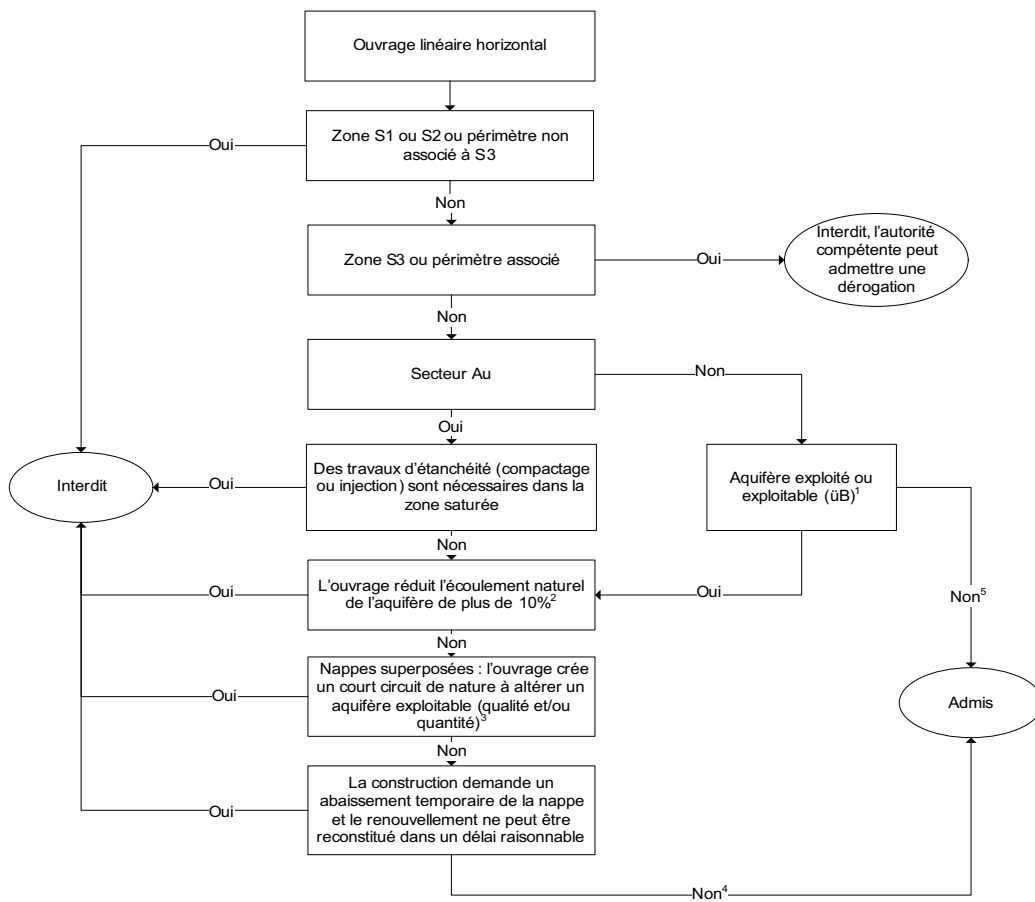 Ouvrage linéaire horizontal
Oui
Zone S1 ou S2 ou périmètre non
associé à S3
Non
Zone S3 ou périmètre associé
Oui
Interdit, l'autorité
compétente peut
admettre une
dérogation
Non
Secteur Au
Non
Oui
Interdit
Oui
Des travaux d'étanchéité (compactage
ou injection) sont nécessaires dans la
zone saturée
Aquifère exploité ou
exploitable (üB)¹
Non
Oui
L'ouvrage réduit l'écoulement naturel
de l'aquifère de plus de 10%²
Oui
Non⁵
Non
Oui
Nappes superposées : l'ouvrage crée
un court circuit de nature à altérer un
aquifère exploitable (qualité et/ou
quantité)³
Admis
Non
Oui
La construction demande un
abaissement temporaire de la nappe
et le renouvellement ne peut être
reconstitué dans un délai raisonnable
Non⁴